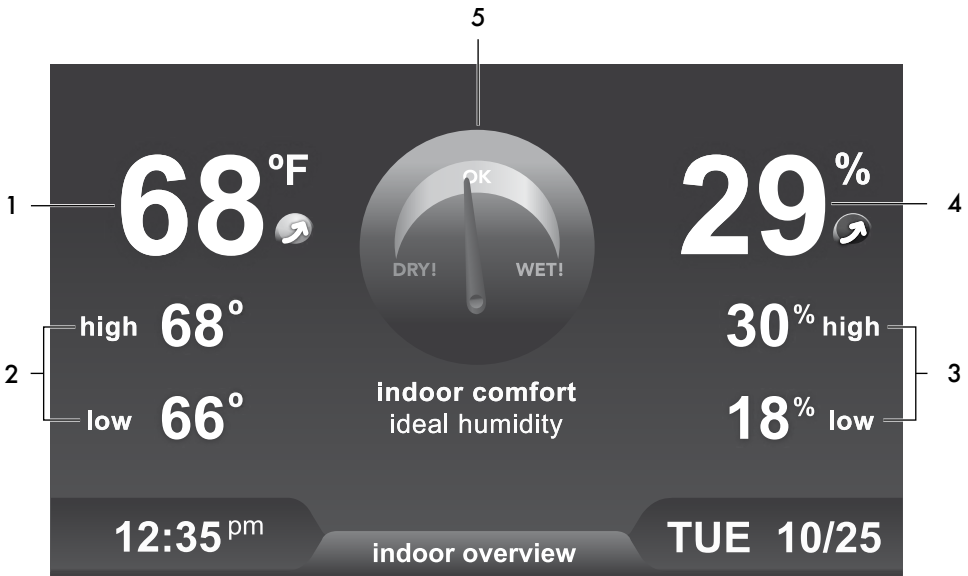 5
1
68 °F
OK
DRY!
WET!
29 %
4
2
high 68°
low 66°
indoor comfort
ideal humidity
30 % high
18 % low
3
12:35 pm
indoor overview
TUE 10/25